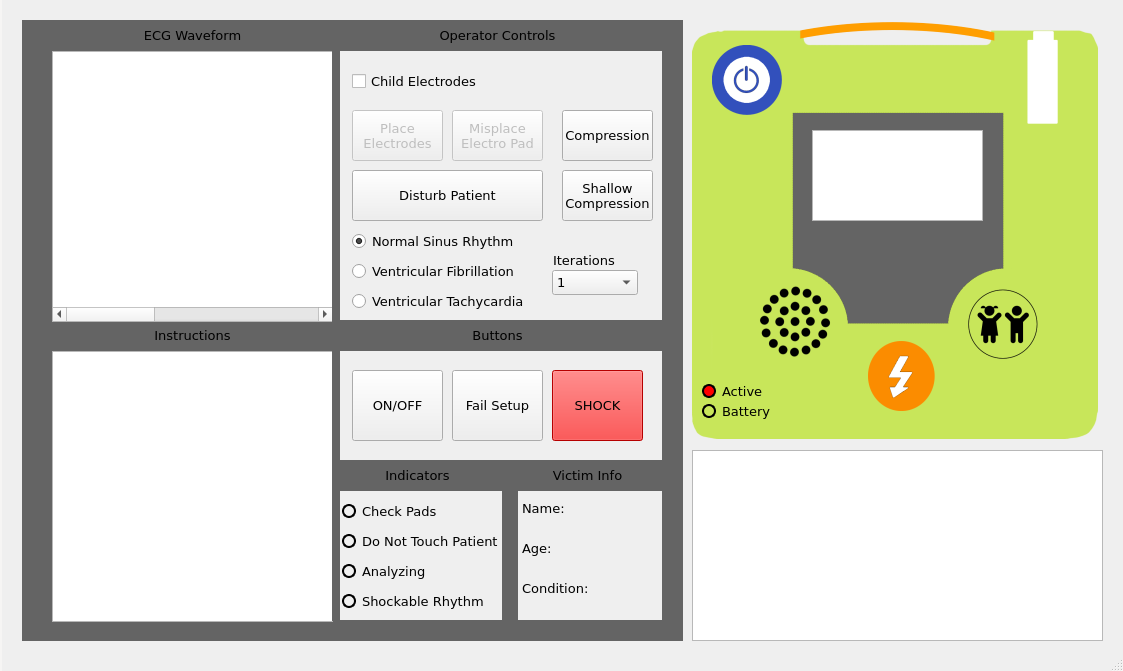 ECG Waveform
Operator Controls
Child Electrodes
Place
Electrodes
Misplace
Electro Pad
Compression
Disturb Patient
Shallow
Compression
Normal Sinus Rhythm
Ventricular Fibrillation
Ventricular Tachycardia
Iterations
1
Instructions
Buttons
ON/OFF
Fail Setup
SHOCK
Indicators
Check Pads
Do Not Touch Patient
Analyzing
Shockable Rhythm
Victim Info
Name:
Age:
Condition:
Active
Battery